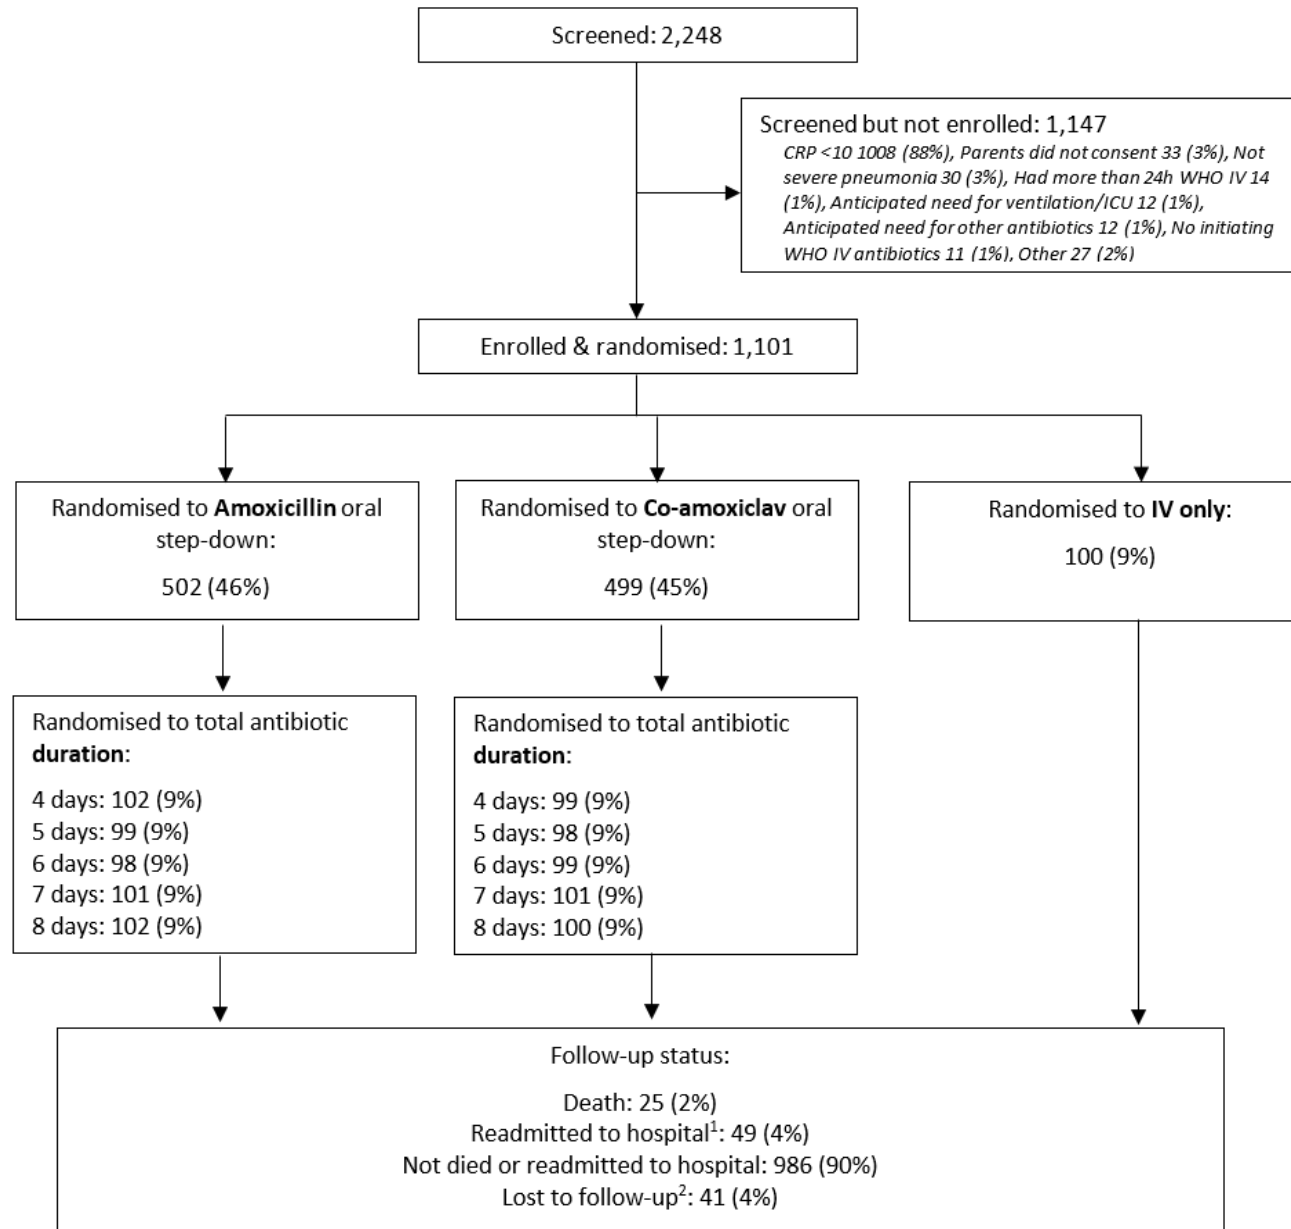 Screened: 2,248
Screened but not enrolled: 1,147
CRP <10 1008 (88%), Parents did not consent 33 (3%), Not
severe pneumonia 30 (3%), Had more than 24h WHO IV 14
(1%), Anticipated need for ventilation/ICU 12 (1%),
Anticipated need for other antibiotics 12 (1%), No initiating
WHO IV antibiotics 11 (1%), Other 27 (2%)
Enrolled & randomised: 1,101
Randomised to Amoxicillin oral
step-down:
502 (46%)
Randomised to Co-amoxiclav oral
step-down:
499 (45%)
Randomised to IV only:
100 (9%)
Randomised to total antibiotic
duration:
4 days: 102 (9%)
5 days: 99 (9%)
6 days: 98 (9%)
7 days: 101 (9%)
8 days: 102 (9%)
Randomised to total antibiotic
duration:
4 days: 99 (9%)
5 days: 98 (9%)
6 days: 99 (9%)
7 days: 101 (9%)
8 days: 100 (9%)
Follow-up status:
Death: 25 (2%)
Readmitted to hospital¹: 49 (4%)
Not died or readmitted to hospital: 986 (90%)
Lost to follow-up²: 41 (4%)